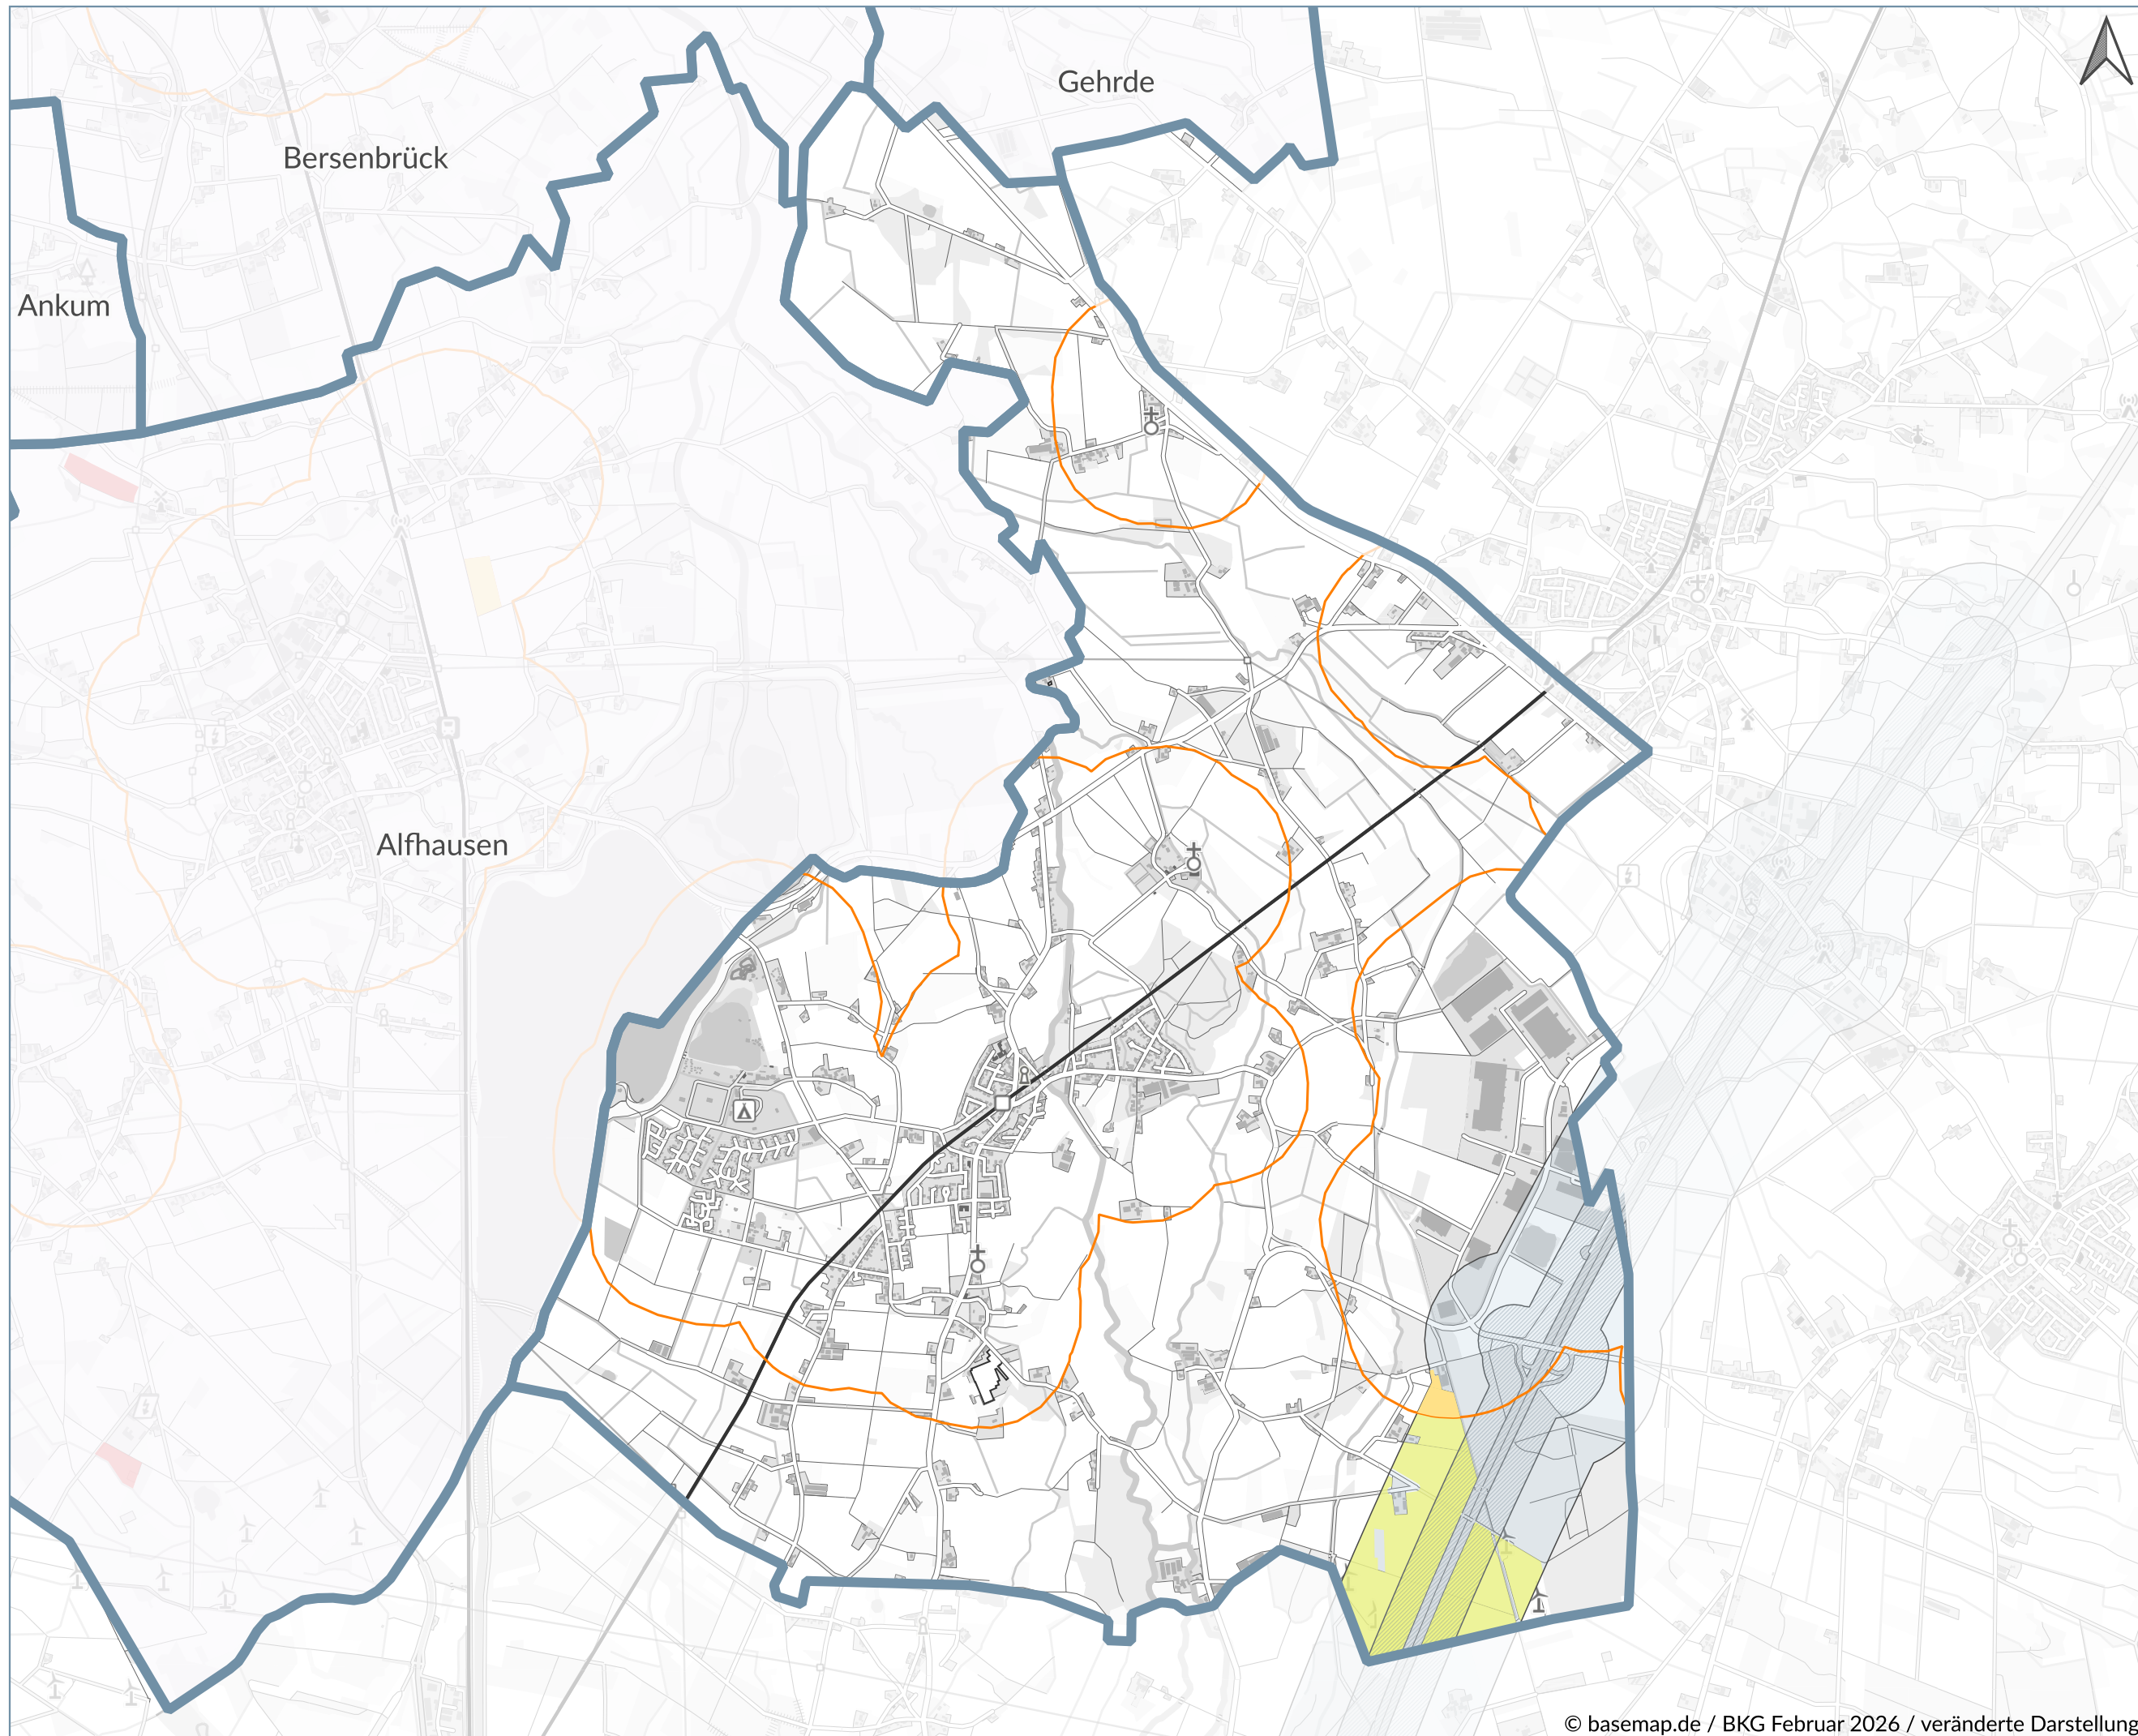 Gehrde
Bersenbrück
Ankum
Alfhausen
© basemap.de / BKG Februar 2026 / veränderte Darstellung